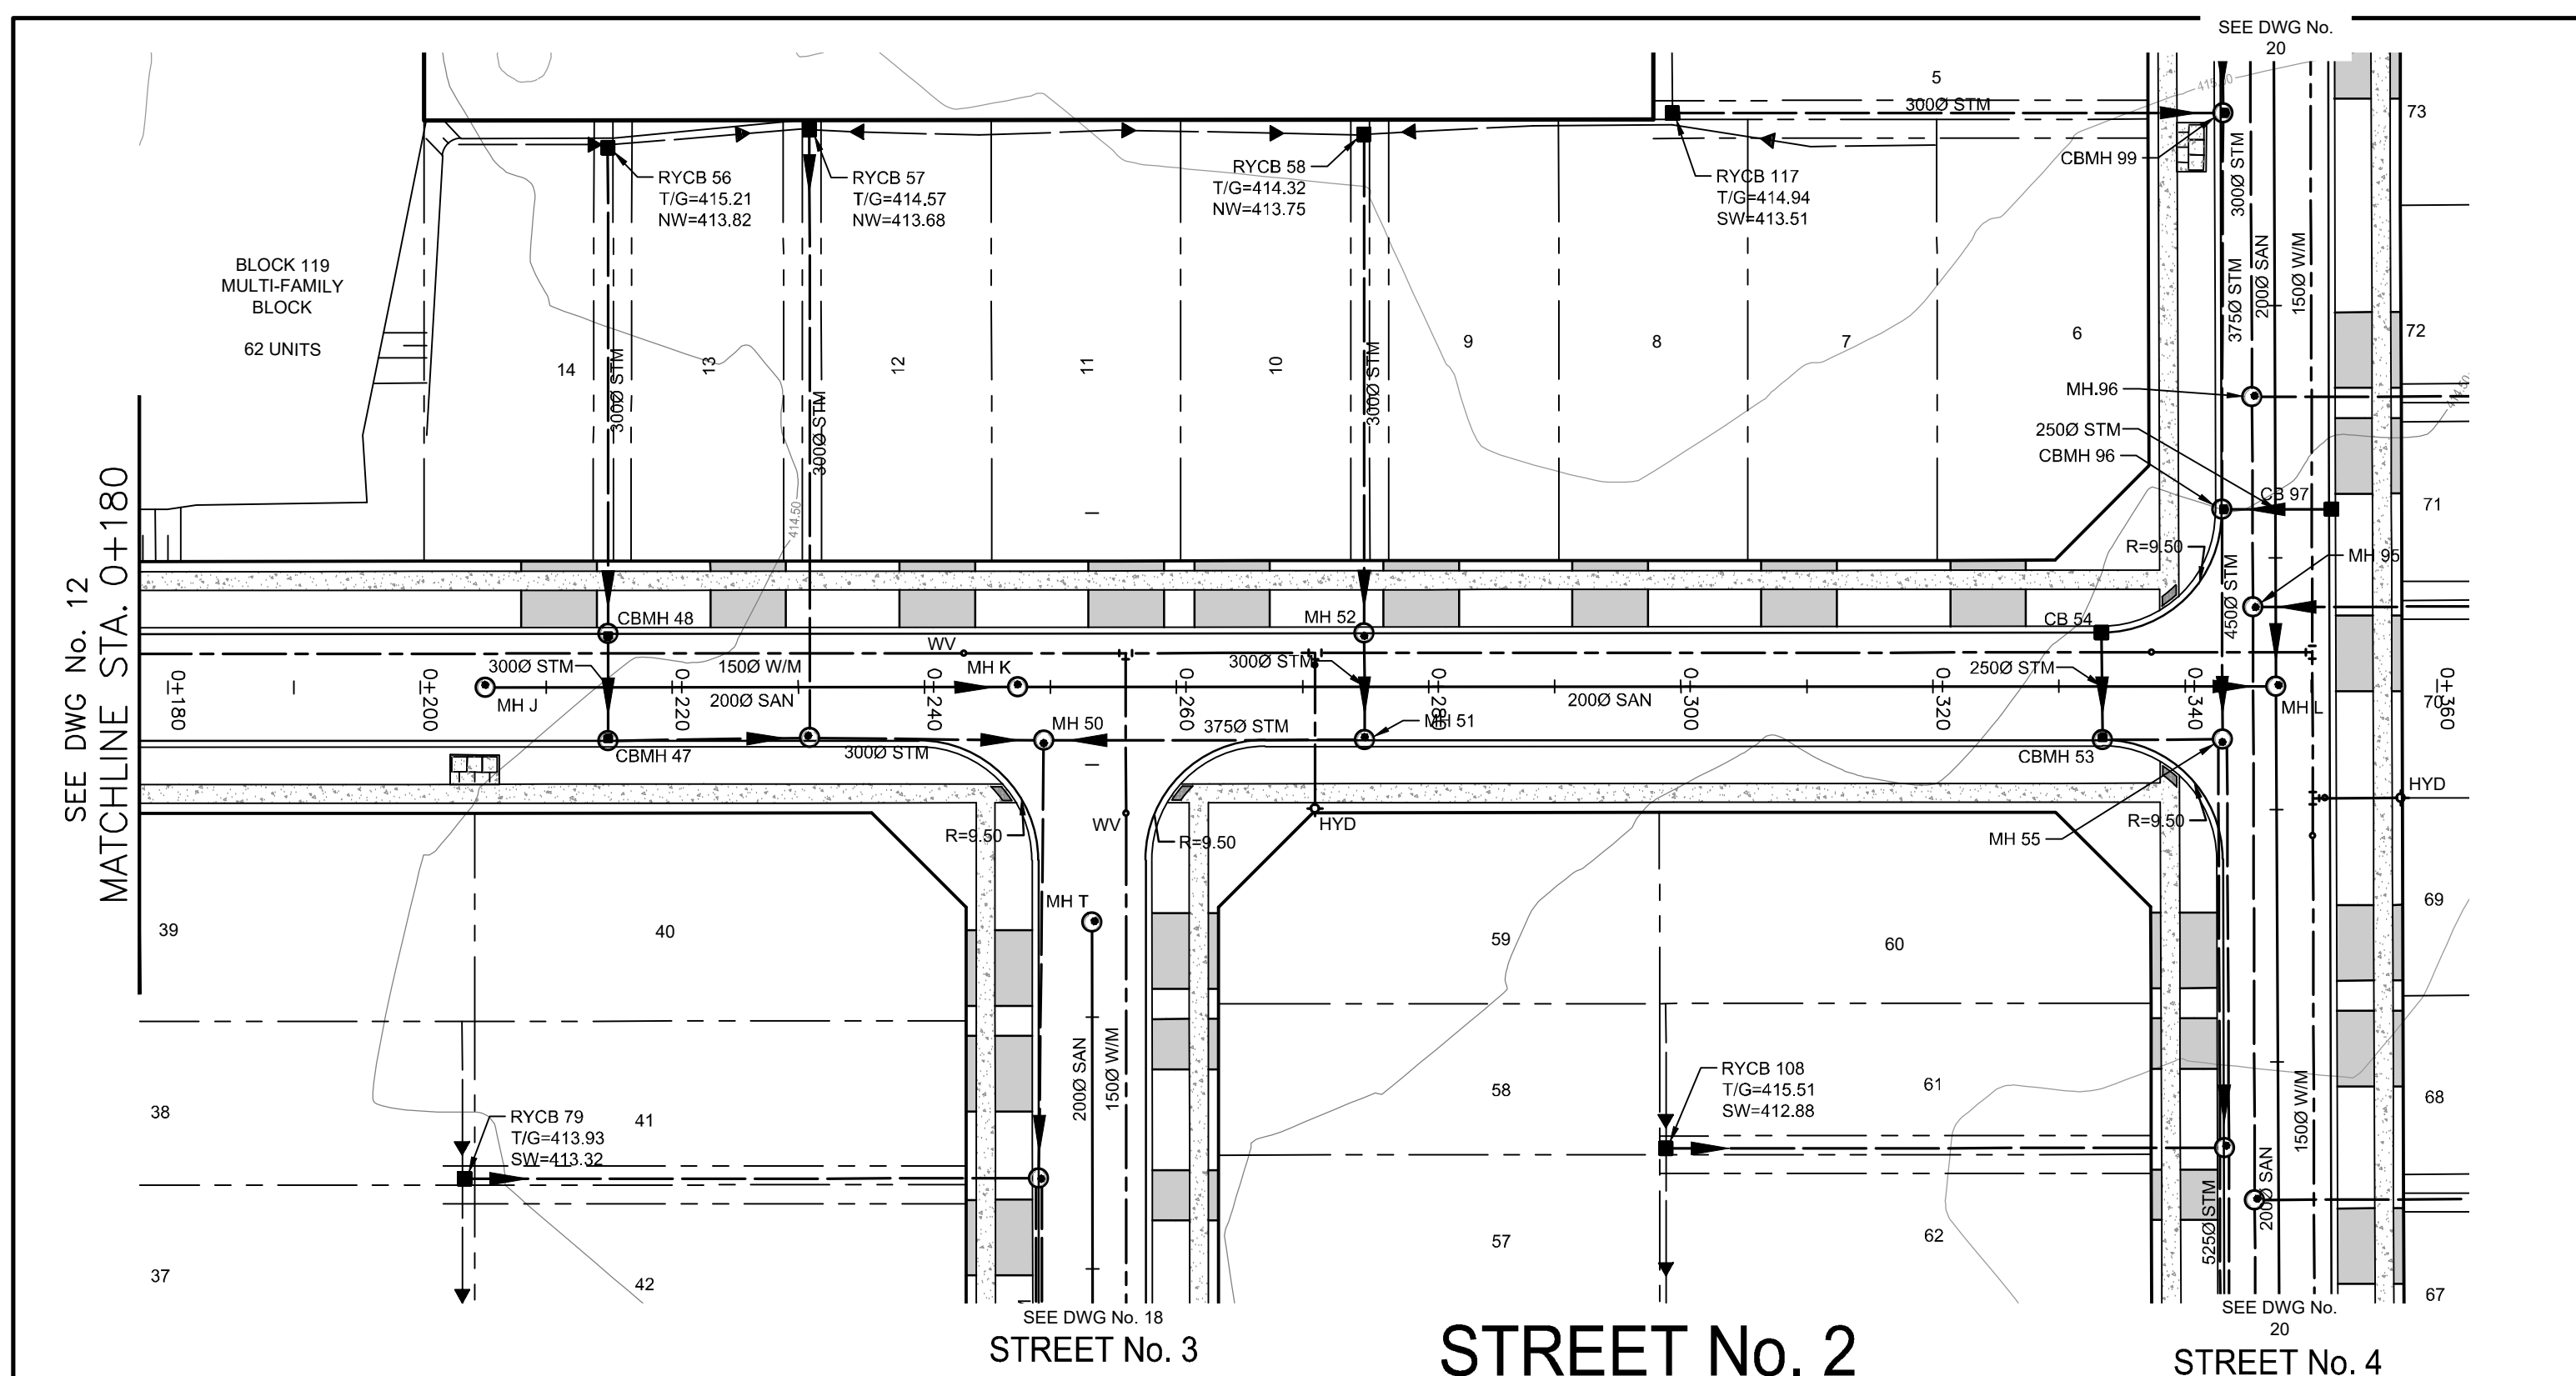 SEE DWG No.
20
5
415.00
73
300Ø STM
CBMH 99
300Ø STM
RYCB 56
T/G=415.21
NW=413.82
RYCB 57
T/G=414.57
NW=413.68
RYCB 58
T/G=414.32
NW=413.75
RYCB 117
T/G=414.94
SW=413.51
BLOCK 119
MULTI-FAMILY
BLOCK
62 UNITS
14
300Ø STM
13
300Ø STM
12
11
10
300Ø STM
9
8
7
6
375Ø STM
200Ø SAN
150Ø W/M
72
MH.96
414.50
250Ø STM
CBMH 96
CB 97
71
414.50
R=9.50
MH 95
450Ø STM
SEE DWG No. 12
MATCHLINE STA. 0+180
CBMH 48
MH 52
CB 54
WV
300Ø STM
150Ø W/M
MH K
300Ø STM
250Ø STM
0+180
0+200
0+220
0+240
0+260
0+280
0+300
0+320
0+340
0+360
MH J
200Ø SAN
200Ø SAN
MH L
70
MH 50
375Ø STM
MH 51
CBMH 47
300Ø STM
CBMH 53
HYD
R=9.50
WV
R=9.50
HYD
MH 55
R=9.50
MH T
39
40
59
60
69
200Ø SAN
150Ø W/M
38
RYCB 79
T/G=413.93
SW=413.32
41
58
RYCB 108
T/G=415.51
SW=412.88
61
150Ø W/M
68
37
42
57
62
525Ø STM
200Ø SAN
67
SEE DWG No. 18
STREET No. 3
STREET No. 2
SEE DWG No.
20
STREET No. 4